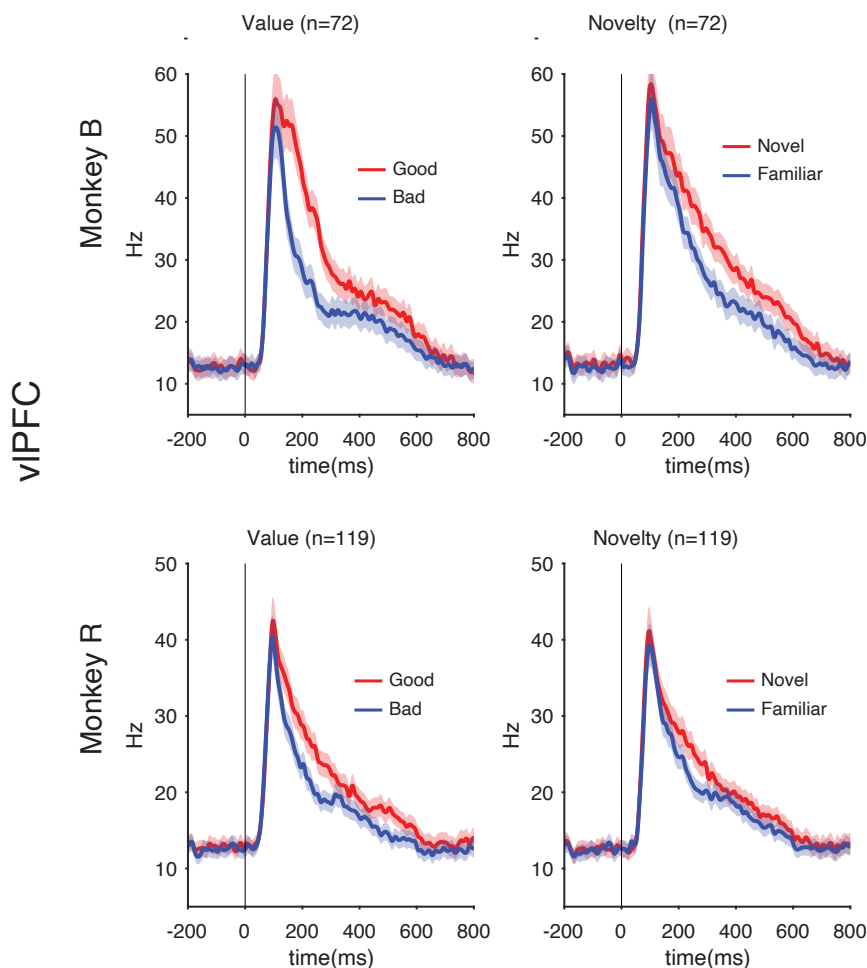 Value (n=72)
Novelty (n=72)
vlPFC
Monkey B
Hz
60
50
40
30
20
10
Good
Bad
-200 0 200 400 600 800
time(ms)
Hz
60
50
40
30
20
10
Novel
Familiar
-200 0 200 400 600 800
time(ms)
Value (n=119)
Novelty (n=119)
Monkey R
Hz
50
40
30
20
10
Good
Bad
-200 0 200 400 600 800
time(ms)
Hz
50
40
30
20
10
Novel
Familiar
-200 0 200 400 600 800
time(ms)